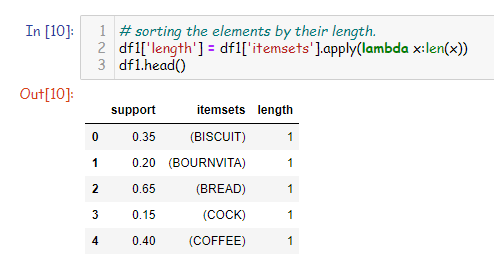 In [10]:
1 # sorting the elements by their length.
2 df1['length'] = df1['itemsets'].apply(lambda x:len(x))
3 df1.head()
Out[10]:
support itemsets length
0 0.35 (BISCUIT) 1
1 0.20 (BOURNVITA) 1
2 0.65 (BREAD) 1
3 0.15 (COCK) 1
4 0.40 (COFFEE) 1